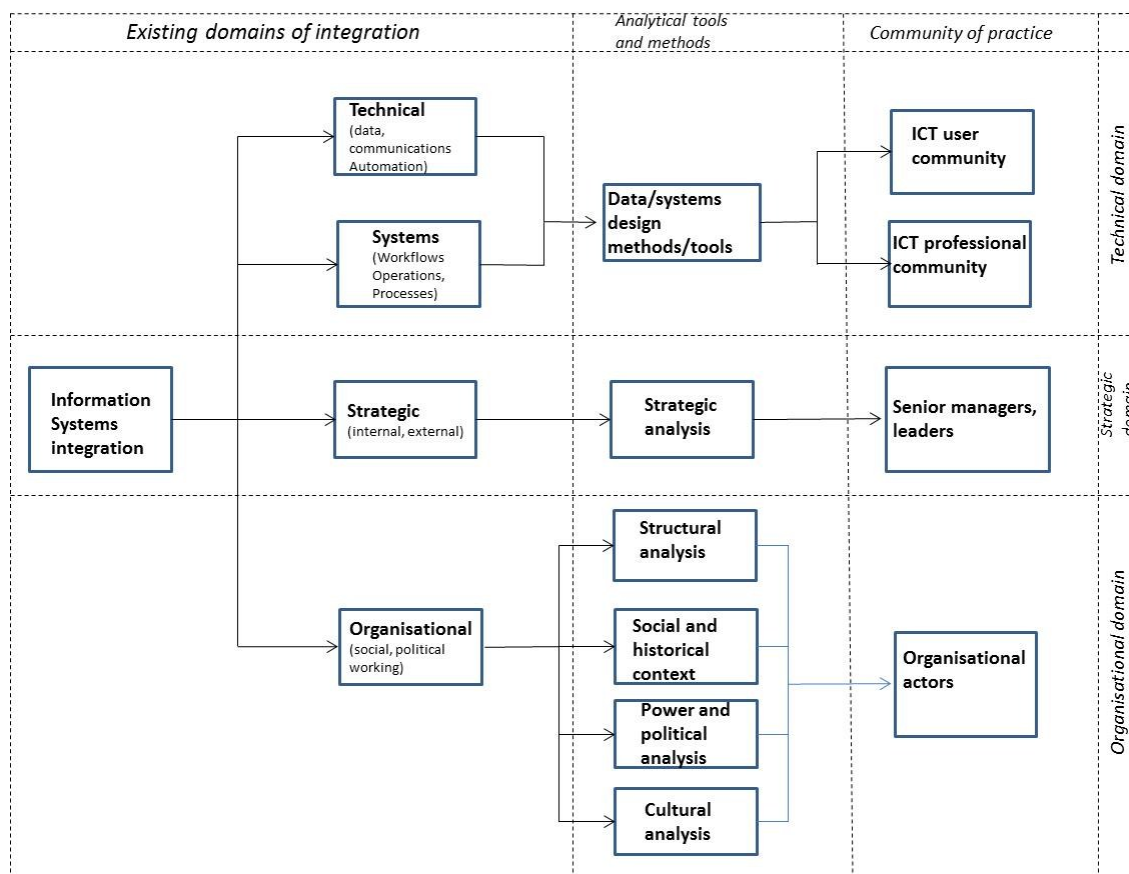 Existing domains of integration
Analytical tools
and methods
Community of practice
Technical
(data,
communications
Automation)
Systems
(Workflows
Operations,
Processes)
Data/systems
design
methods/tools
ICT user
community
ICT professional
community
Technical domain
Information
Systems
integration
Strategic
(internal, external)
Strategic
analysis
Senior managers,
leaders
Strategic
domain
Organisational
(social, political
working)
Structural
analysis
Social and
historical
context
Power and
political
analysis
Cultural
analysis
Organisational
actors
Organisational domain